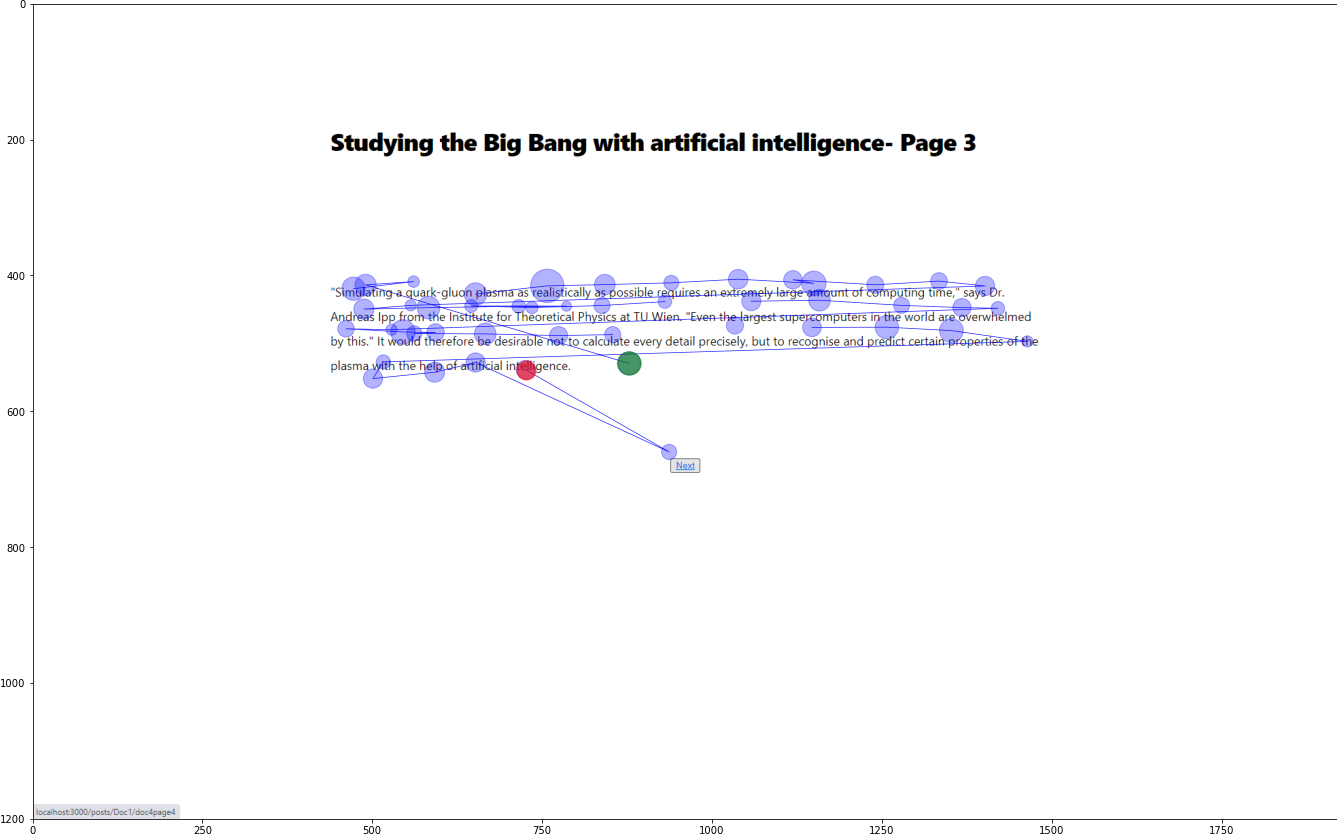 0
200
400
600
800
1000
1200
Studying the Big Bang with artificial intelligence- Page 3
"Simulating a quark-gluon plasma as realistically as possible requires an extremely large amount of computing time," says Dr.
Andreas Ipp from the Institute for Theoretical Physics at TU Wien. "Even the largest supercomputers in the world are overwhelmed
by this." It would therefore be desirable not to calculate every detail precisely, but to recognise and predict certain properties of the
plasma with the help of artificial intelligence.
Next
localhost:3000/posts/Doc1/doc4page4
0 250 500 750 1000 1250 1500 1750